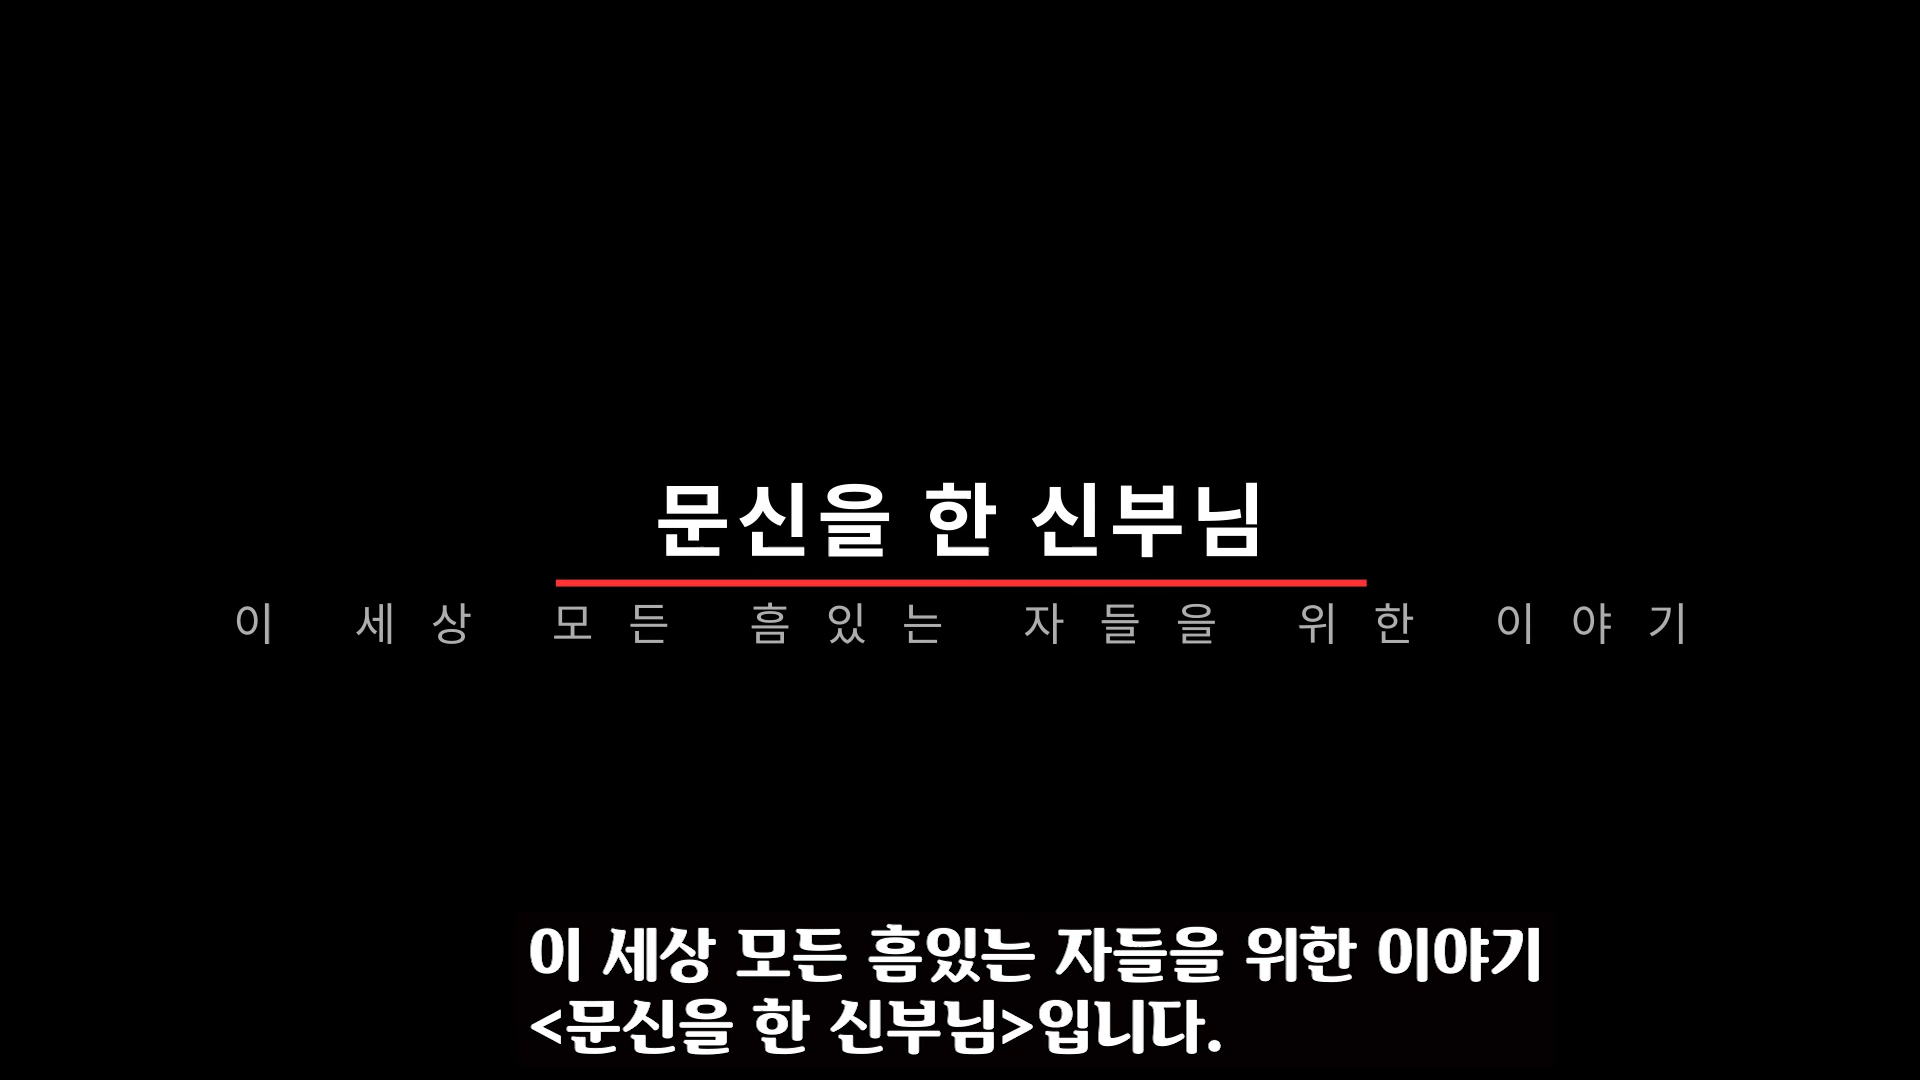 문신을 한 신부님
이 세상 모든 흠있는 자들을 위한 이야기
이 세상 모든 흠있는 자들을 위한 이야기
<문신을 한 신부님>입니다.